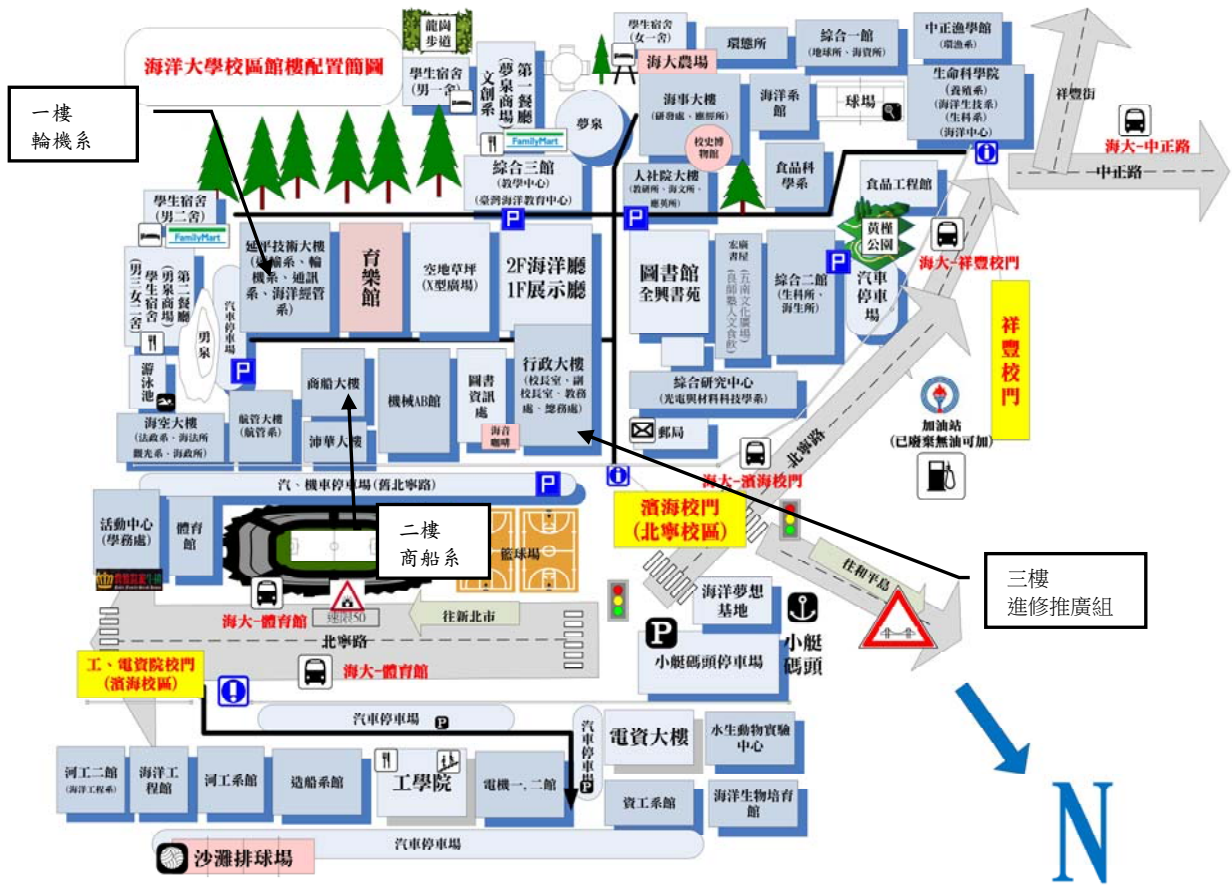 海洋大學校區館樓配置簡圖
一樓
輪機系
龍崗
步道
學生宿舍
(男一舍)
第一餐廳
(夢泉商場)
文創系
FamilyMart
夢泉
綜合三館
(教學中心)
(臺灣海洋教育中心)
學生宿舍
(女一舍)
海大農場
環態所
綜合一館
(地球所、海資所)
中正漁學館
(環漁系)
海事大樓
(研發處、應經所)
校史博
物館
海洋系
館
球場
生命科學院
(養殖系)
(海洋生技系)
(生科系)
(海洋中心)
祥豐街
海大-中正路
中正路
人社院大樓
(教研所、海文所、
應英所)
食品科
學系
食品工程館
學生宿舍
(男二舍)
FamilyMart
P
P
延平技術大樓
(運輸系、輪
機系、通訊
系、海洋經管
系)
育樂館
空地草坪
(X型廣場)
2F海洋廳
1F展示廳
圖書館
全興書苑
宏廣書屋
(五南文化廣場)
(良師塾人文食飲)
綜合二館
(生科所、
海生所)
P
黃槿
公園
汽車
停車
場
海大-祥豐校門
祥豐校門
第二餐廳
(勇泉商場)
學生宿舍
(男三女二舍)
勇泉
汽車停車場
P
游泳
池
海空大樓
(法政系、海法所
觀光系、海政所)
航管大樓
(航管系)
商船大樓
沖華大樓
機械AB館
圖書
資訊
處
海音
咖啡
行政大樓
(校長室、副
校長室、教務
處、總務處)
綜合研究中心
(光電與材料科技學系)
郵局
北寧路
加油站
(已廢棄無油可加)
海大-濱海校門
汽、機車停車場(舊北寧路)
P
濱海校門
(北寧校區)
活動中心
(學務處)
體育
館
二樓
商船系
籃球場
往和平島
三樓
進修推廣組
海大-體育館
速限50
往新北市
北寧路
海大-體育館
海洋夢想
基地
P
小艇碼頭停車場
小艇
碼頭
工、電資院校門
(濱海校區)
汽車停車場
P
汽車停車場
P
電資大樓
水生動物實驗
中心
河工二館
(海洋工程系)
海洋工
程館
河工系館
造船系館
工學院
電機一,二館
資工系館
海洋生物培育
館
汽車停車場
沙灘排球場
N